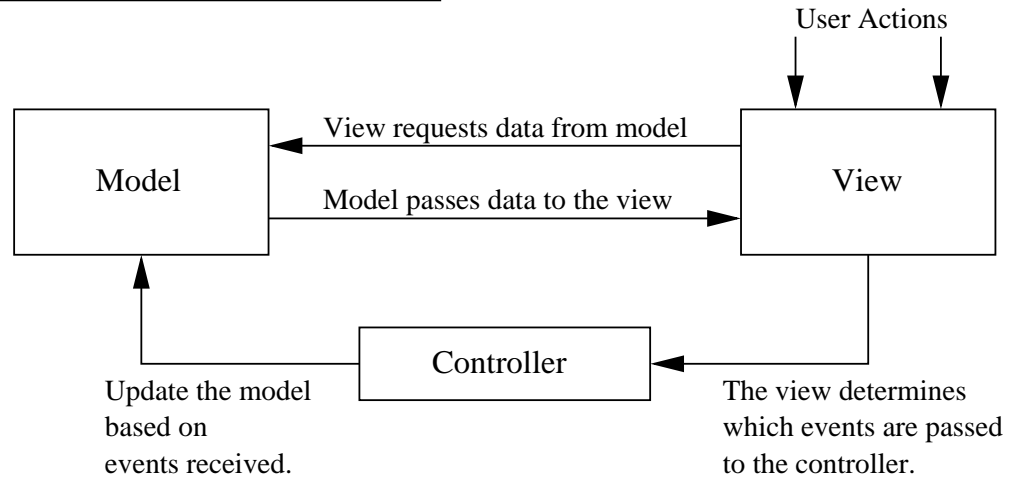 User Actions
View requests data from model
Model
View
Model passes data to the view
Controller
Update the model
based on
events received.
The view determines
which events are passed
to the controller.